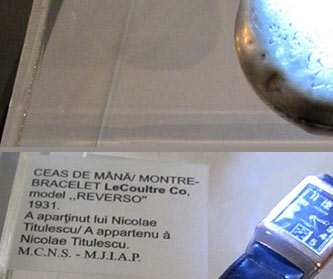 CEAS DE MÂNĂ/ MONTRE-
BRACELET LeCoultre Co,
model ,,REVERSO"
1931.
A aparţinut lui Nicolae
Titulescu/ A appartenu à
Nicolae Titulescu.
M.C.N.S. - M.J.I.A.P.